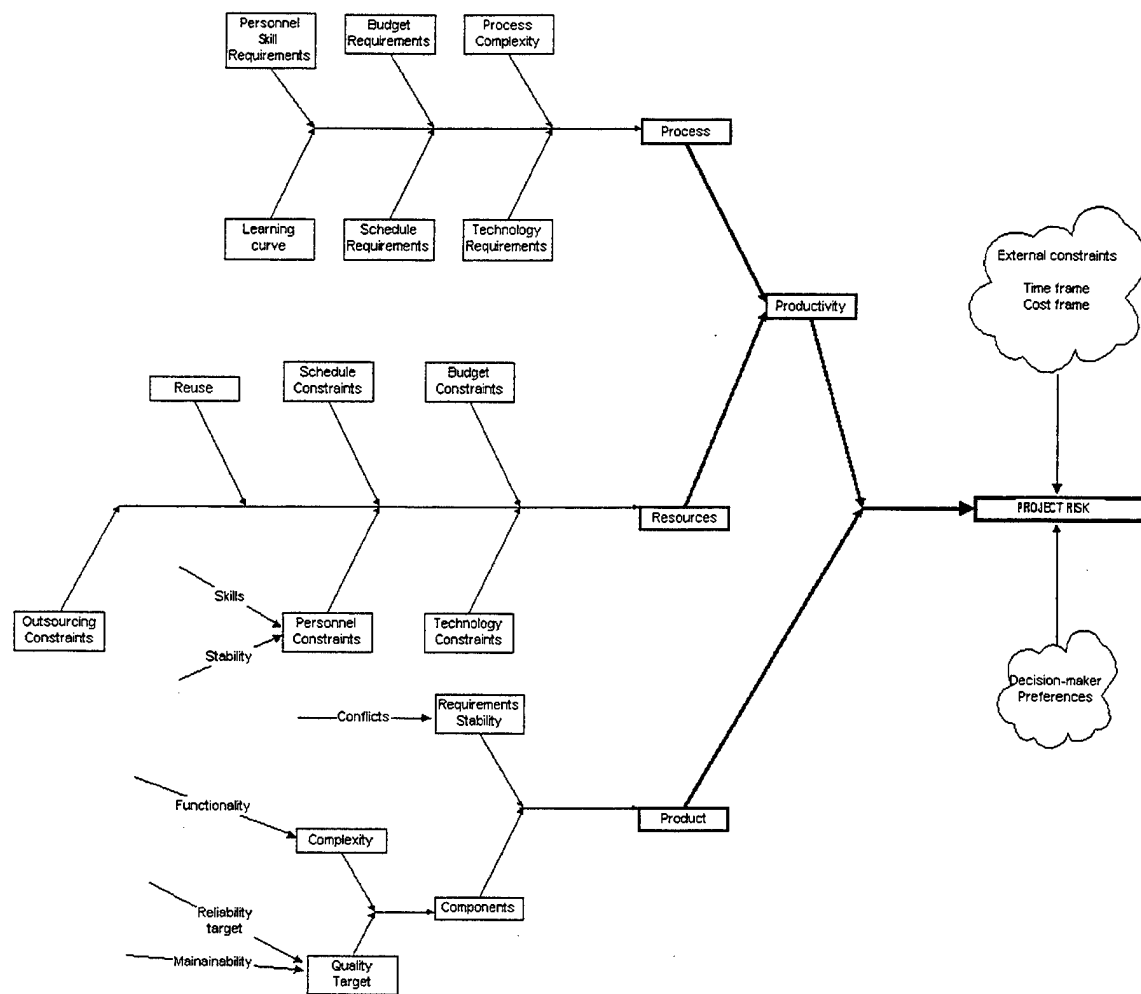 Personnel
Skill
Requirements
Budget
Requirements
Process
Complexity
Process
Learning
curve
Schedule
Requirements
Technology
Requirements
External constraints
Time frame
Cost frame
Productivity
Reuse
Schedule
Constraints
Budget
Constraints
Resources
PROJECT RISK
Skills
Outsourcing
Constraints
Personnel
Constraints
Technology
Constraints
Stability
Decision-maker
Preferences
Conflicts
Requirements
Stability
Functionality
Product
Complexity
Reliability
target
Components
Mainainability
Quality
Target